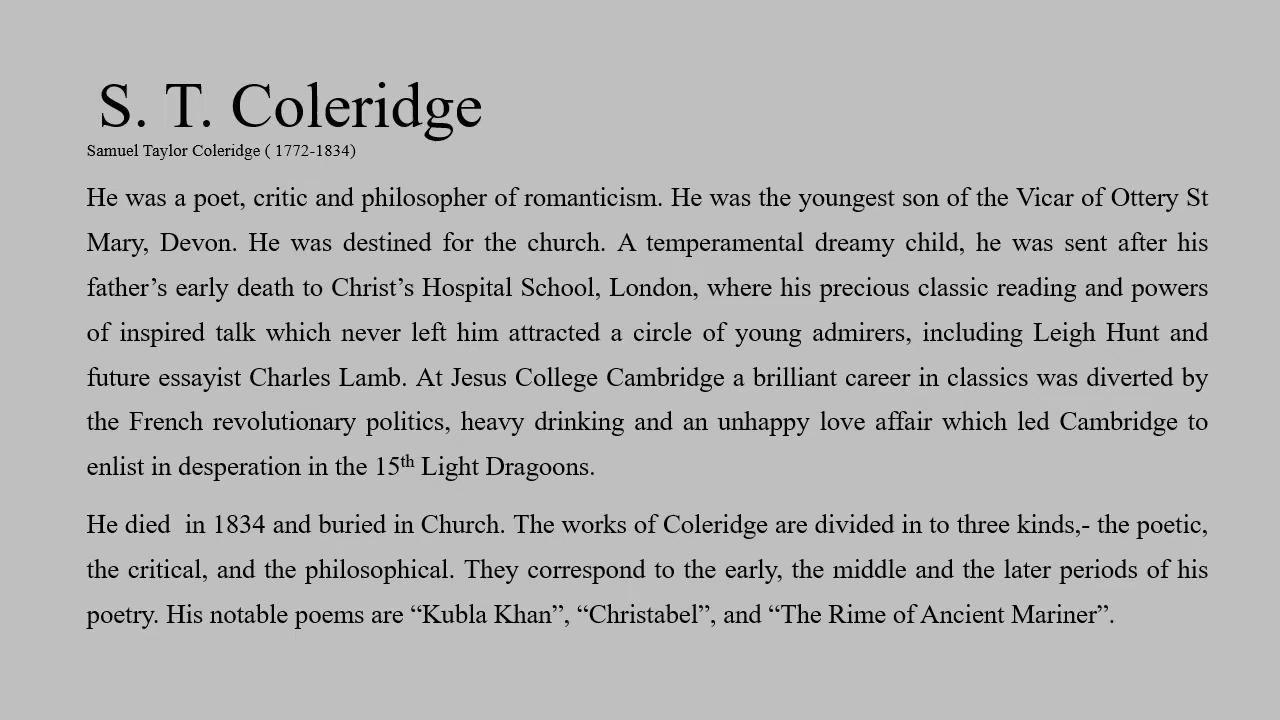 S. T. Coleridge
Samuel Taylor Coleridge ( 1772-1834)
He was a poet, critic and philosopher of romanticism. He was the youngest son of the Vicar of Ottery St
Mary, Devon. He was destined for the church. A temperamental dreamy child, he was sent after his
father’s early death to Christ’s Hospital School, London, where his precious classic reading and powers
of inspired talk which never left him attracted a circle of young admirers, including Leigh Hunt and
future essayist Charles Lamb. At Jesus College Cambridge a brilliant career in classics was diverted by
the French revolutionary politics, heavy drinking and an unhappy love affair which led Cambridge to
enlist in desperation in the 15th Light Dragoons.
He died  in 1834 and buried in Church. The works of Coleridge are divided in to three kinds,- the poetic,
the critical, and the philosophical. They correspond to the early, the middle and the later periods of his
poetry. His notable poems are “Kubla Khan”, “Christabel”, and “The Rime of Ancient Mariner”.